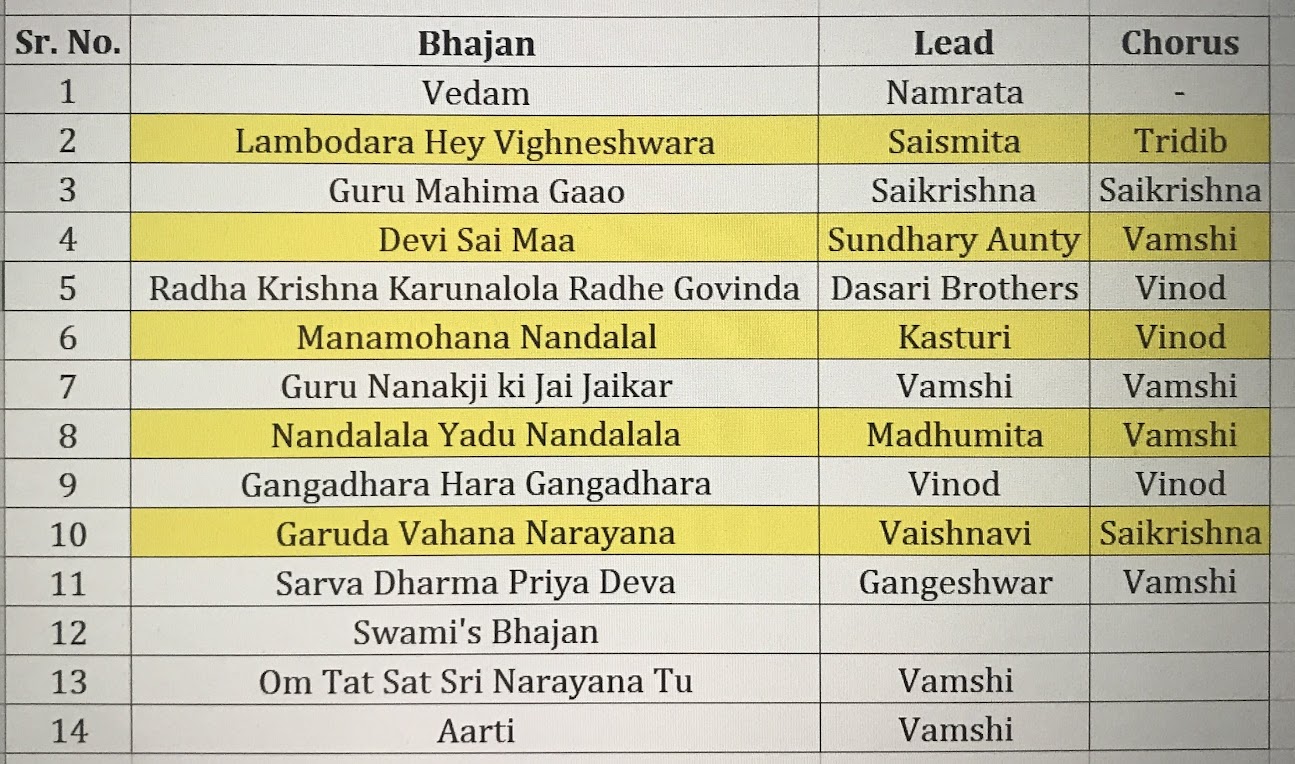 Sr. No. Bhajan Lead Chorus
1 Vedam Namrata -
2 Lambodara Hey Vighneshwara Saismita Tridib
3 Guru Mahima Gaao Saikrishna Saikrishna
4 Devi Sai Maa Sundhary Aunty Vamshi
5 Radha Krishna Karunalola Radhe Govinda Dasari Brothers Vinod
6 Manamohana Nandalal Kasturi Vinod
7 Guru Nanakji ki Jai Jaikar Vamshi Vamshi
8 Nandalala Yadu Nandalala Madhumita Vamshi
9 Gangadhara Hara Gangadhara Vinod Vinod
10 Garuda Vahana Narayana Vaishnavi Saikrishna
11 Sarva Dharma Priya Deva Gangeshwar Vamshi
12 Swami's Bhajan
13 Om Tat Sat Sri Narayana Tu Vamshi
14 Aarti Vamshi